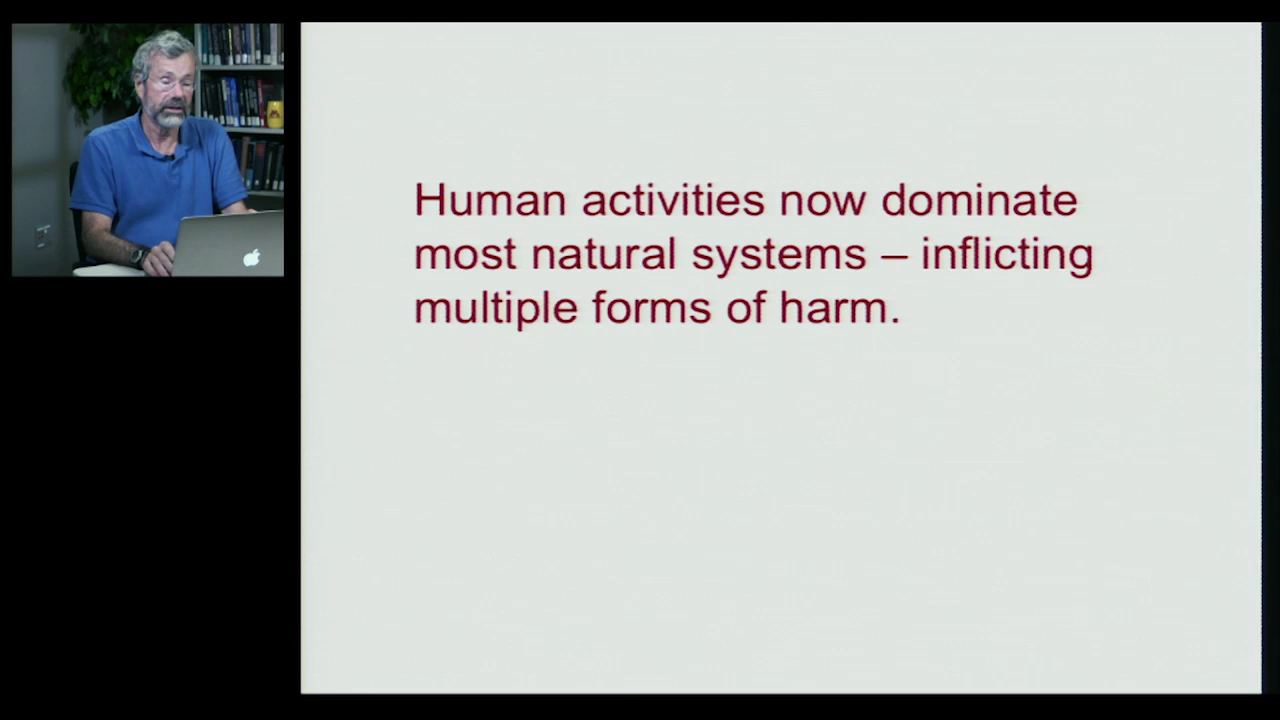 Human activities now dominate
most natural systems – inflicting
multiple forms of harm.